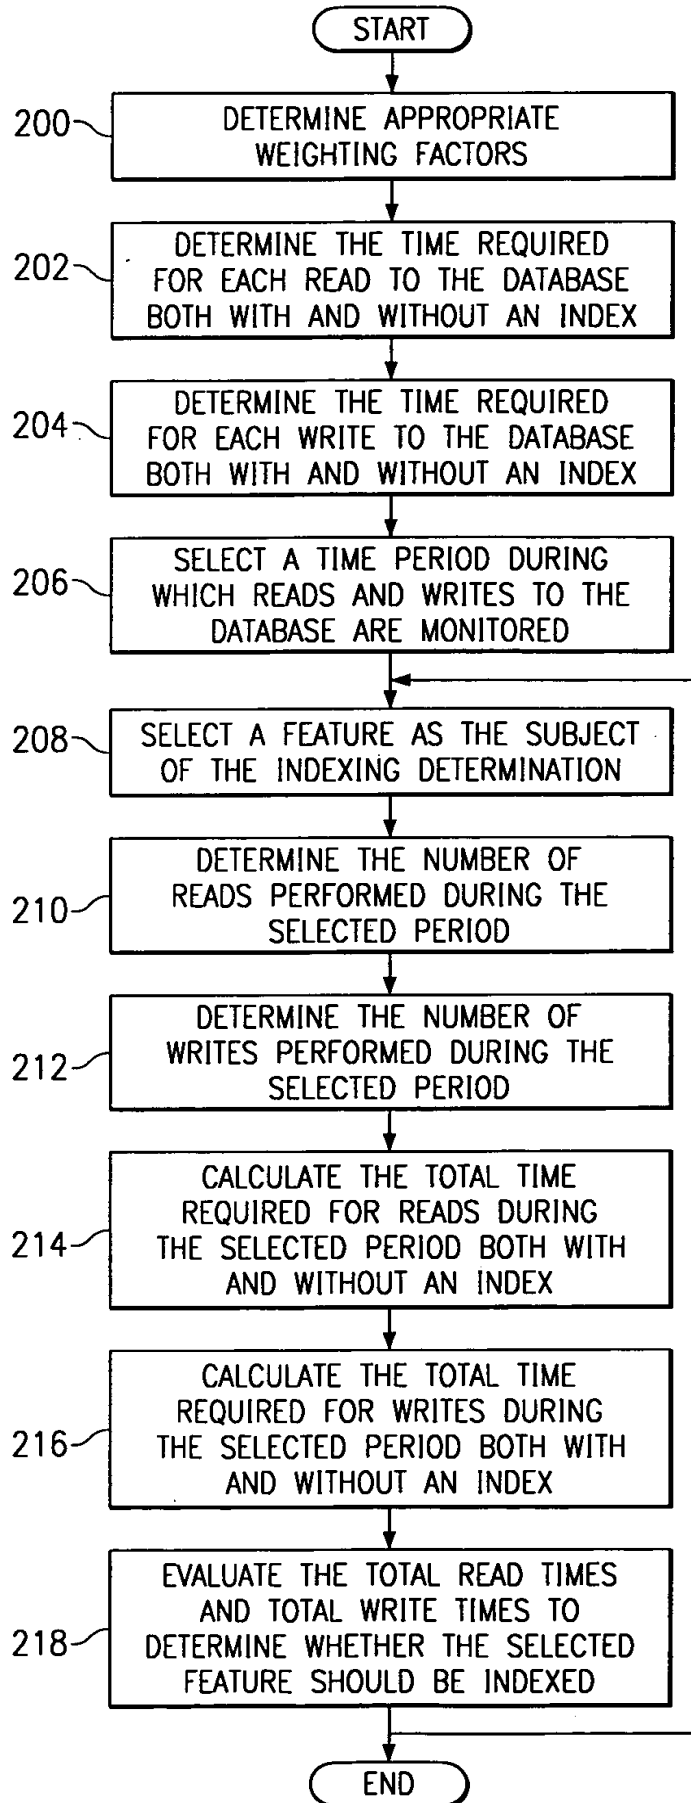 START
200
DETERMINE APPROPRIATE
WEIGHTING FACTORS
202
DETERMINE THE TIME REQUIRED
FOR EACH READ TO THE DATABASE
BOTH WITH AND WITHOUT AN INDEX
204
DETERMINE THE TIME REQUIRED
FOR EACH WRITE TO THE DATABASE
BOTH WITH AND WITHOUT AN INDEX
206
SELECT A TIME PERIOD DURING
WHICH READS AND WRITES TO THE
DATABASE ARE MONITORED
208
SELECT A FEATURE AS THE SUBJECT
OF THE INDEXING DETERMINATION
210
DETERMINE THE NUMBER OF
READS PERFORMED DURING THE
SELECTED PERIOD
212
DETERMINE THE NUMBER OF
WRITES PERFORMED DURING THE
SELECTED PERIOD
214
CALCULATE THE TOTAL TIME
REQUIRED FOR READS DURING
THE SELECTED PERIOD BOTH WITH
AND WITHOUT AN INDEX
216
CALCULATE THE TOTAL TIME
REQUIRED FOR WRITES DURING
THE SELECTED PERIOD BOTH WITH
AND WITHOUT AN INDEX
218
EVALUATE THE TOTAL READ TIMES
AND TOTAL WRITE TIMES TO
DETERMINE WHETHER THE SELECTED
FEATURE SHOULD BE INDEXED
END